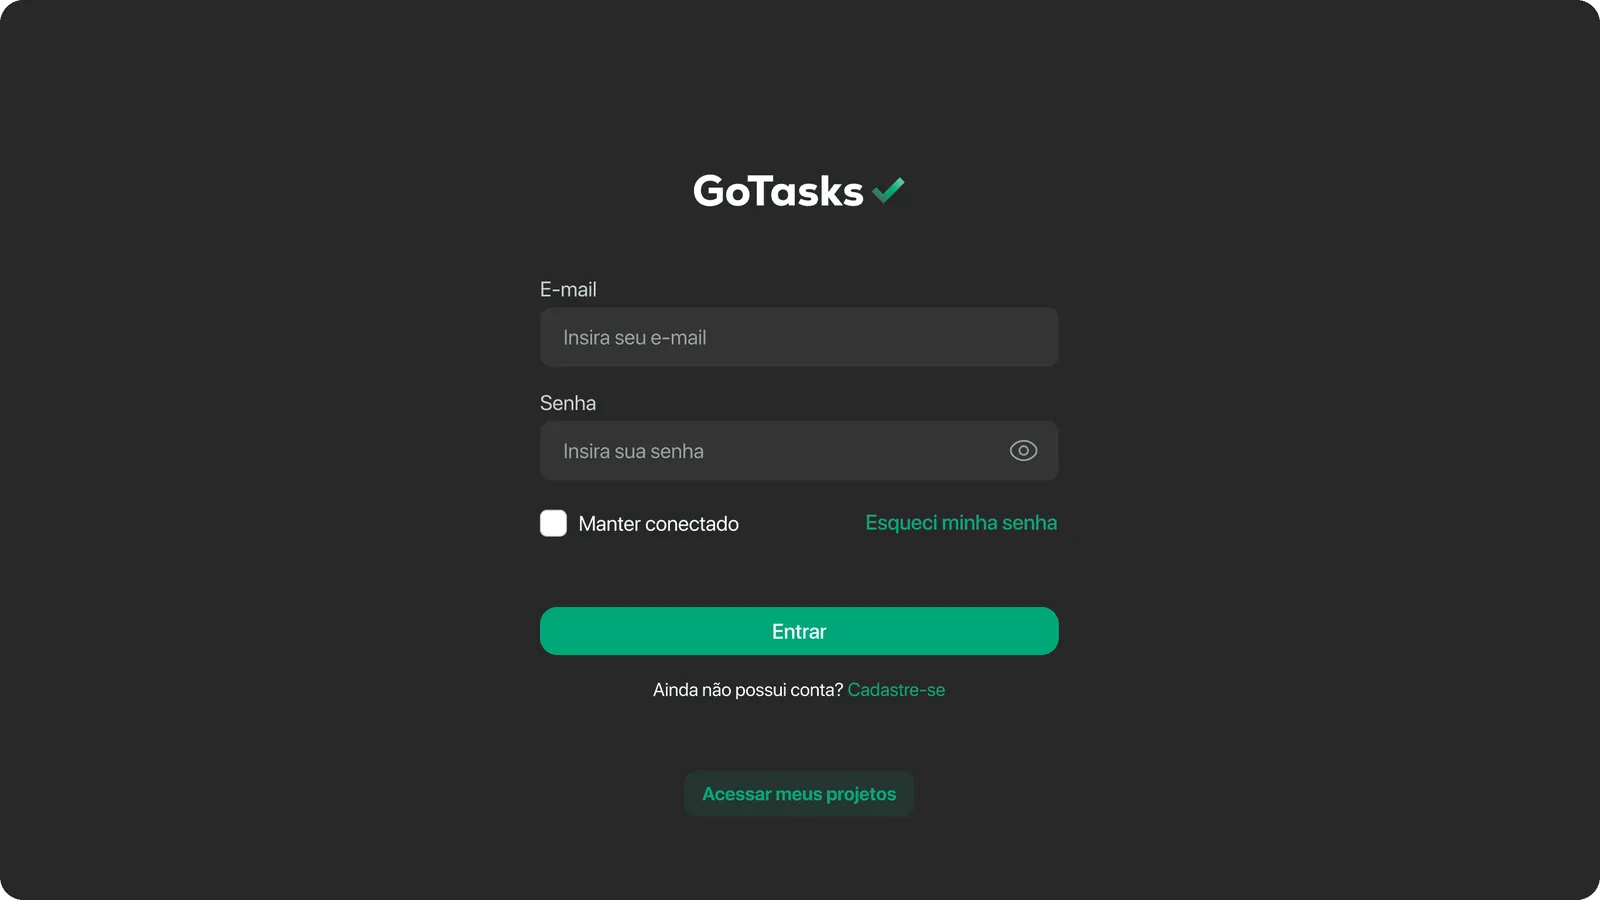 GoTasks
E-mail
Insira seu e-mail
Senha
Insira sua senha
Manter conectado
Esqueci minha senha
Entrar
Ainda não possui conta? Cadastre-se
Acessar meus projetos